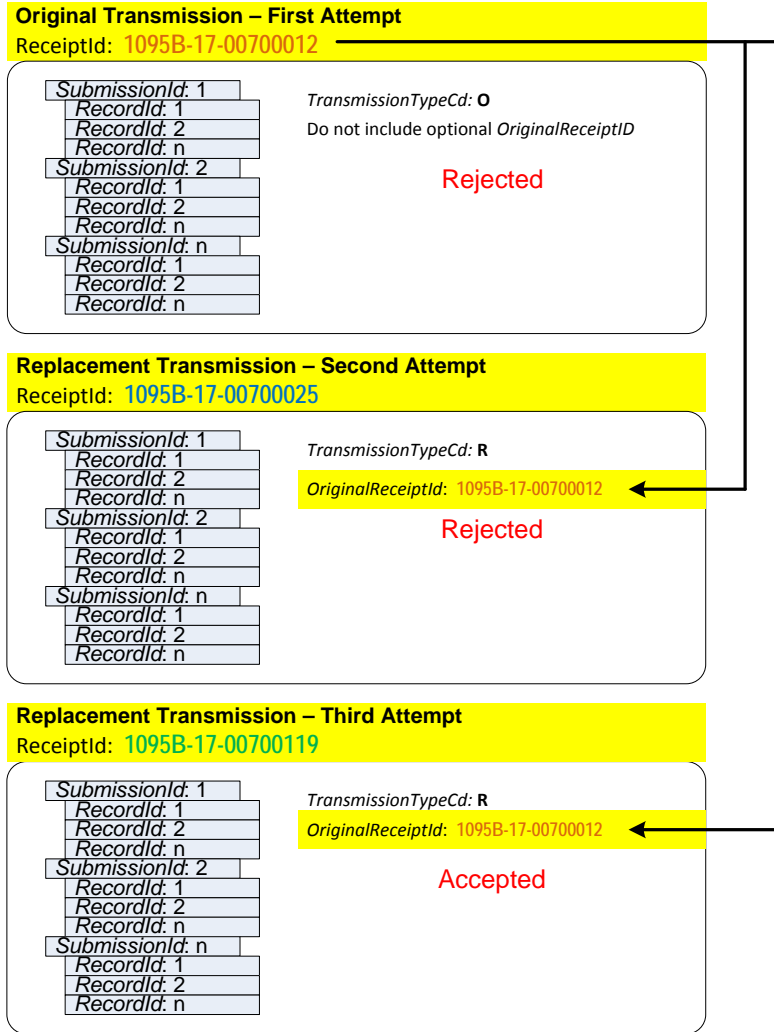 Original Transmission – First Attempt
ReceiptId: 1095B-17-00700012
SubmissionId: 1
RecordId: 1
RecordId: 2
RecordId: n
SubmissionId: 2
RecordId: 1
RecordId: 2
RecordId: n
SubmissionId: n
RecordId: 1
RecordId: 2
RecordId: n
TransmissionTypeCd: O
Do not include optional OriginalReceiptID
Rejected
Replacement Transmission – Second Attempt
ReceiptId: 1095B-17-00700025
SubmissionId: 1
RecordId: 1
RecordId: 2
RecordId: n
SubmissionId: 2
RecordId: 1
RecordId: 2
RecordId: n
SubmissionId: n
RecordId: 1
RecordId: 2
RecordId: n
TransmissionTypeCd: R
OriginalReceiptId: 1095B-17-00700012
Rejected
Replacement Transmission – Third Attempt
ReceiptId: 1095B-17-00700119
SubmissionId: 1
RecordId: 1
RecordId: 2
RecordId: n
SubmissionId: 2
RecordId: 1
RecordId: 2
RecordId: n
SubmissionId: n
RecordId: 1
RecordId: 2
RecordId: n
TransmissionTypeCd: R
OriginalReceiptId: 1095B-17-00700012
Accepted